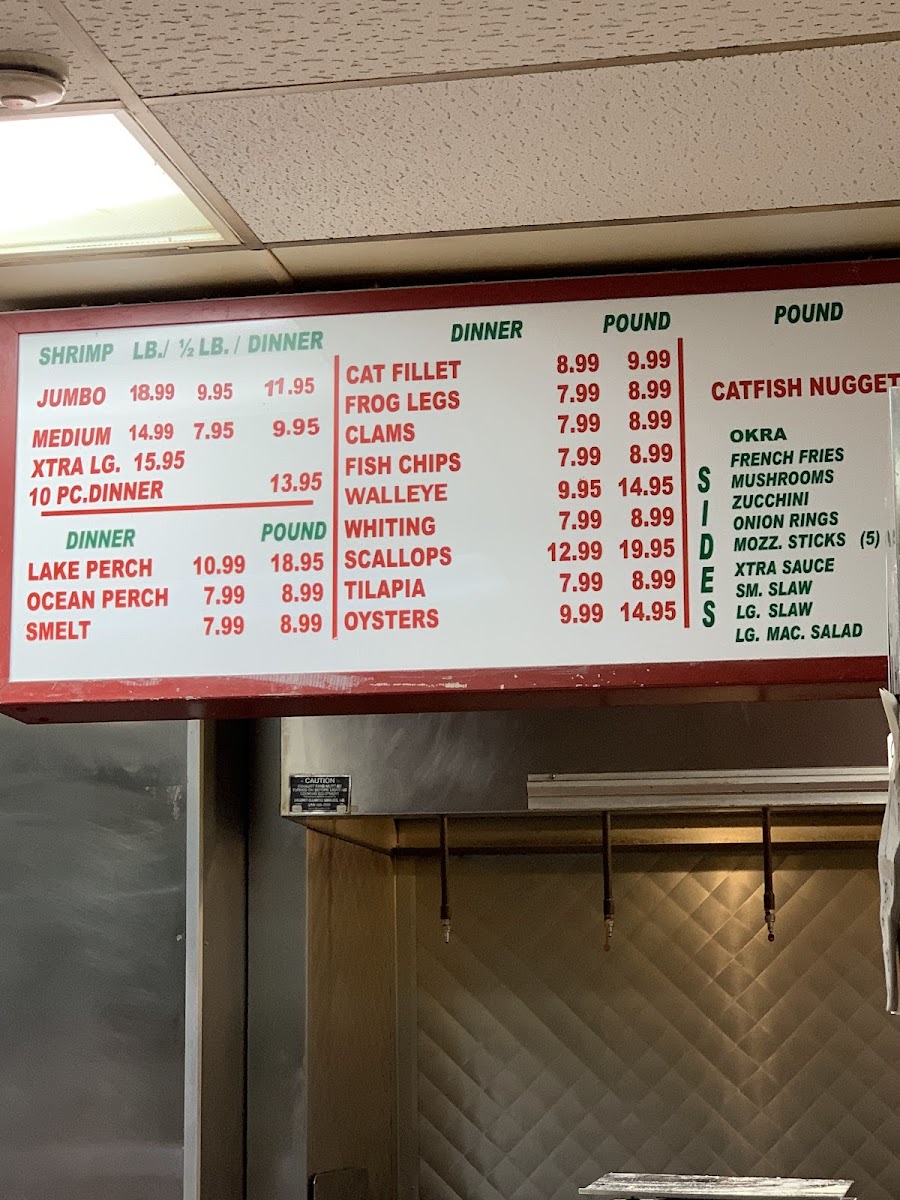 SHRIMP LB./ ½ LB. / DINNER
JUMBO 18.99 9.95 11.95
MEDIUM 14.99 7.95 9.95
XTRA LG. 15.95
10 PC.DINNER 13.95
DINNER POUND
LAKE PERCH 10.99 18.95
OCEAN PERCH 7.99 8.99
SMELT 7.99 8.99
DINNER POUND
CAT FILLET 8.99 9.99
FROG LEGS 7.99 8.99
CLAMS 7.99 8.99
FISH CHIPS 7.99 8.99
WALLEYE 9.95 14.95
WHITING 7.99 8.99
SCALLOPS 12.99 19.95
TILAPIA 7.99 8.99
OYSTERS 9.99 14.95
POUND
CATFISH NUGGET
SIDES
OKRA
FRENCH FRIES
MUSHROOMS
ZUCCHINI
ONION RINGS
MOZZ. STICKS (5)
XTRA SAUCE
SM. SLAW
LG. SLAW
LG. MAC. SALAD
CAUTION